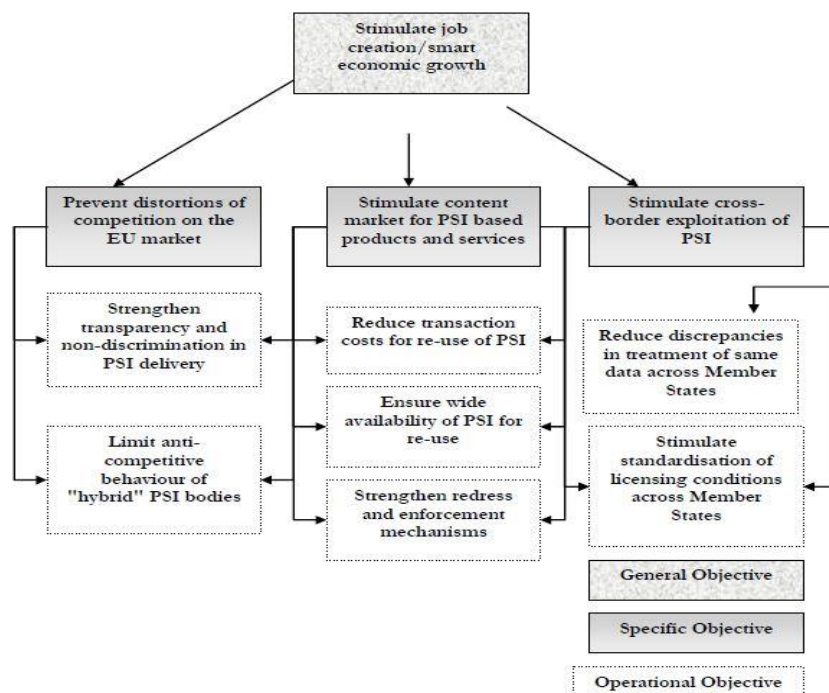 Stimulate job
creation/smart
economic growth
Prevent distortions of
competition on the
EU market
Stimulate content
market for PSI based
products and services
Stimulate cross-
border exploitation of
PSI
Strengthen
transparency and
non-discrimination in
PSI delivery
Reduce transaction
costs for re-use of PSI
Reduce discrepancies
in treatment of same
data across Member
States
Ensure wide
availability of PSI for
re-use
Limit anti-
competitive
behaviour of
"hybrid" PSI bodies
Stimulate
standardisation of
licensing conditions
across Member
States
Strengthen redress
and enforcement
mechanisms
General Objective
Specific Objective
Operational Objective